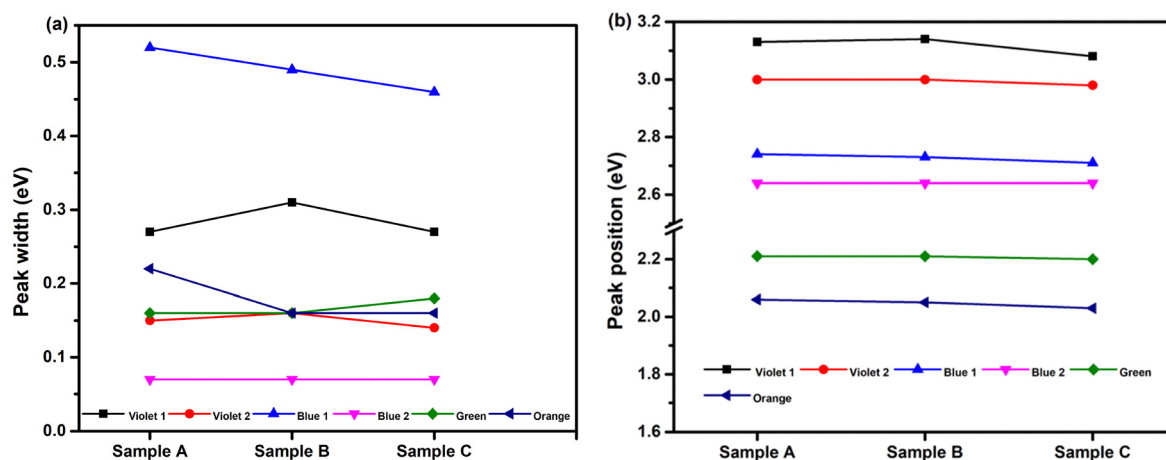 (a)
Peak width (eV)
0.5
0.4
0.3
0.2
0.1
0.0
Violet 1 Violet 2 Blue 1 Blue 2 Green Orange
Sample A Sample B Sample C
(b)
Peak position (eV)
3.2
3.0
2.8
2.6
2.2
2.0
1.8
1.6
Violet 1 Violet 2 Blue 1 Blue 2 Green
Orange
Sample A Sample B Sample C